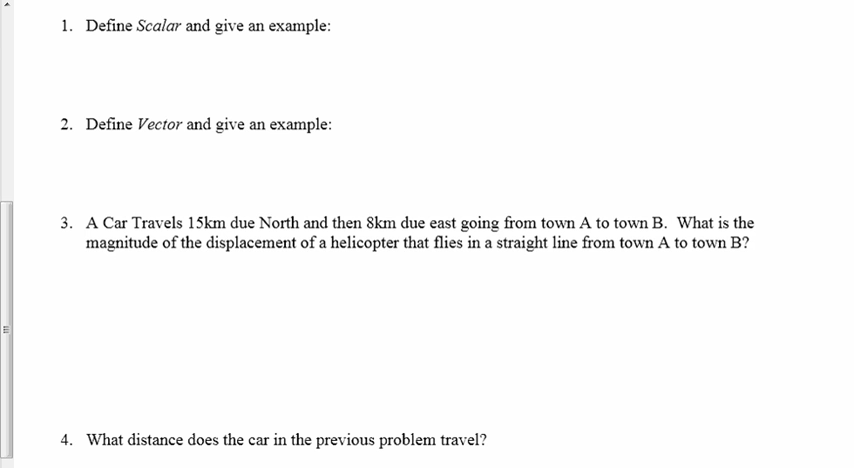 1. Define Scalar and give an example:
2. Define Vector and give an example:
3. A Car Travels 15km due North and then 8km due east going from town A to town B. What is the
magnitude of the displacement of a helicopter that flies in a straight line from town A to town B?
4. What distance does the car in the previous problem travel?